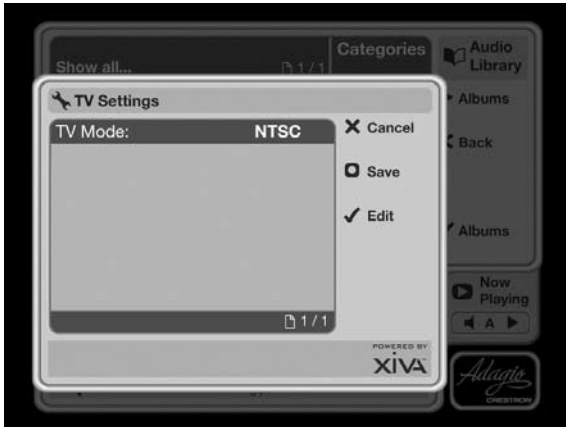 Categories
Audio
Library
Show all...
1/1
TV Settings
Albums
TV Mode: NTSC
Cancel
Back
Save
Edit
Albums
Now
Playing
1/1
A
POWERED BY
XiVA
Adagio
CRESTRON